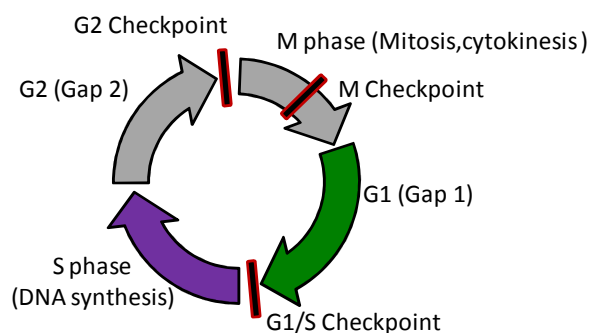 G2 Checkpoint
M phase (Mitosis,cytokinesis)
G2 (Gap 2)
M Checkpoint
G1 (Gap 1)
S phase
(DNA synthesis)
G1/S Checkpoint